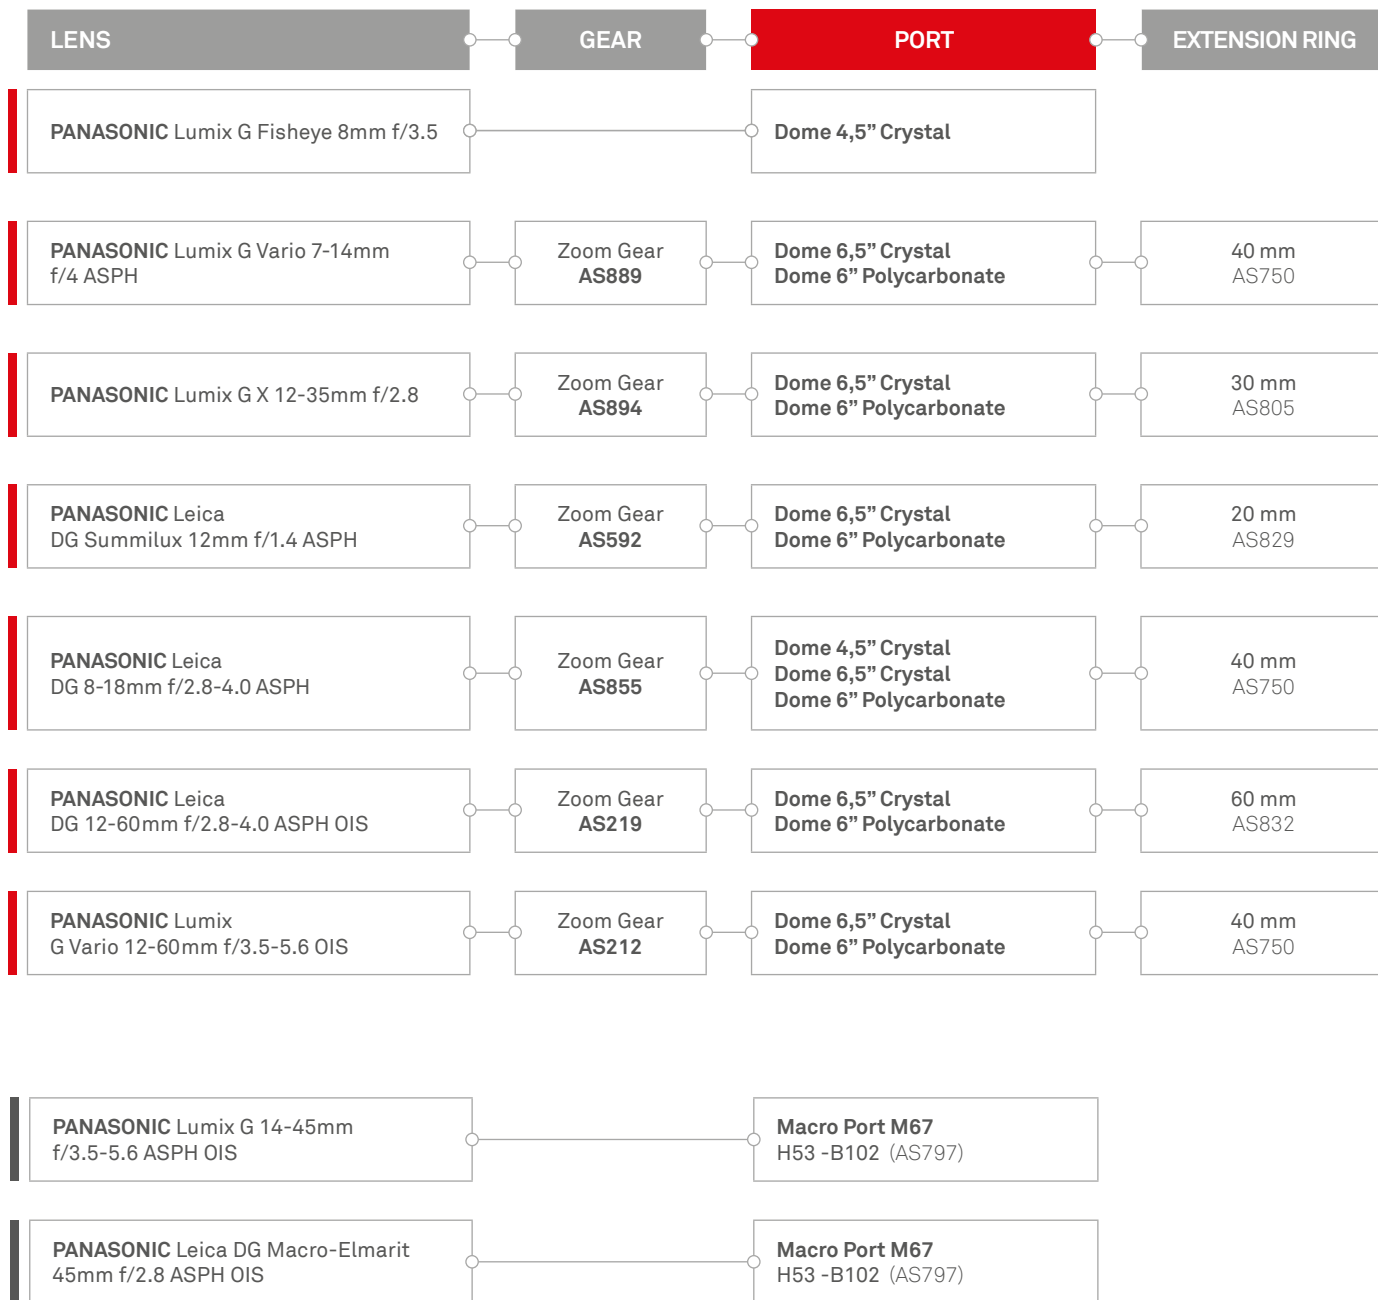 LENS GEAR PORT EXTENSION RING
PANASONIC Lumix G Fisheye 8mm f/3.5
Dome 4,5” Crystal
PANASONIC Lumix G Vario 7-14mm
f/4 ASPH
Zoom Gear
AS889
Dome 6,5” Crystal
Dome 6” Polycarbonate
40 mm
AS750
PANASONIC Lumix G X 12-35mm f/2.8
Zoom Gear
AS894
Dome 6,5” Crystal
Dome 6” Polycarbonate
30 mm
AS805
PANASONIC Leica
DG Summilux 12mm f/1.4 ASPH
Zoom Gear
AS592
Dome 6,5” Crystal
Dome 6” Polycarbonate
20 mm
AS829
PANASONIC Leica
DG 8-18mm f/2.8-4.0 ASPH
Zoom Gear
AS855
Dome 4,5” Crystal
Dome 6,5” Crystal
Dome 6” Polycarbonate
40 mm
AS750
PANASONIC Leica
DG 12-60mm f/2.8-4.0 ASPH OIS
Zoom Gear
AS219
Dome 6,5” Crystal
Dome 6” Polycarbonate
60 mm
AS832
PANASONIC Lumix
G Vario 12-60mm f/3.5-5.6 OIS
Zoom Gear
AS212
Dome 6,5” Crystal
Dome 6” Polycarbonate
40 mm
AS750
PANASONIC Lumix G 14-45mm
f/3.5-5.6 ASPH OIS
Macro Port M67
H53 -B102 (AS797)
PANASONIC Leica DG Macro-Elmarit
45mm f/2.8 ASPH OIS
Macro Port M67
H53 -B102 (AS797)